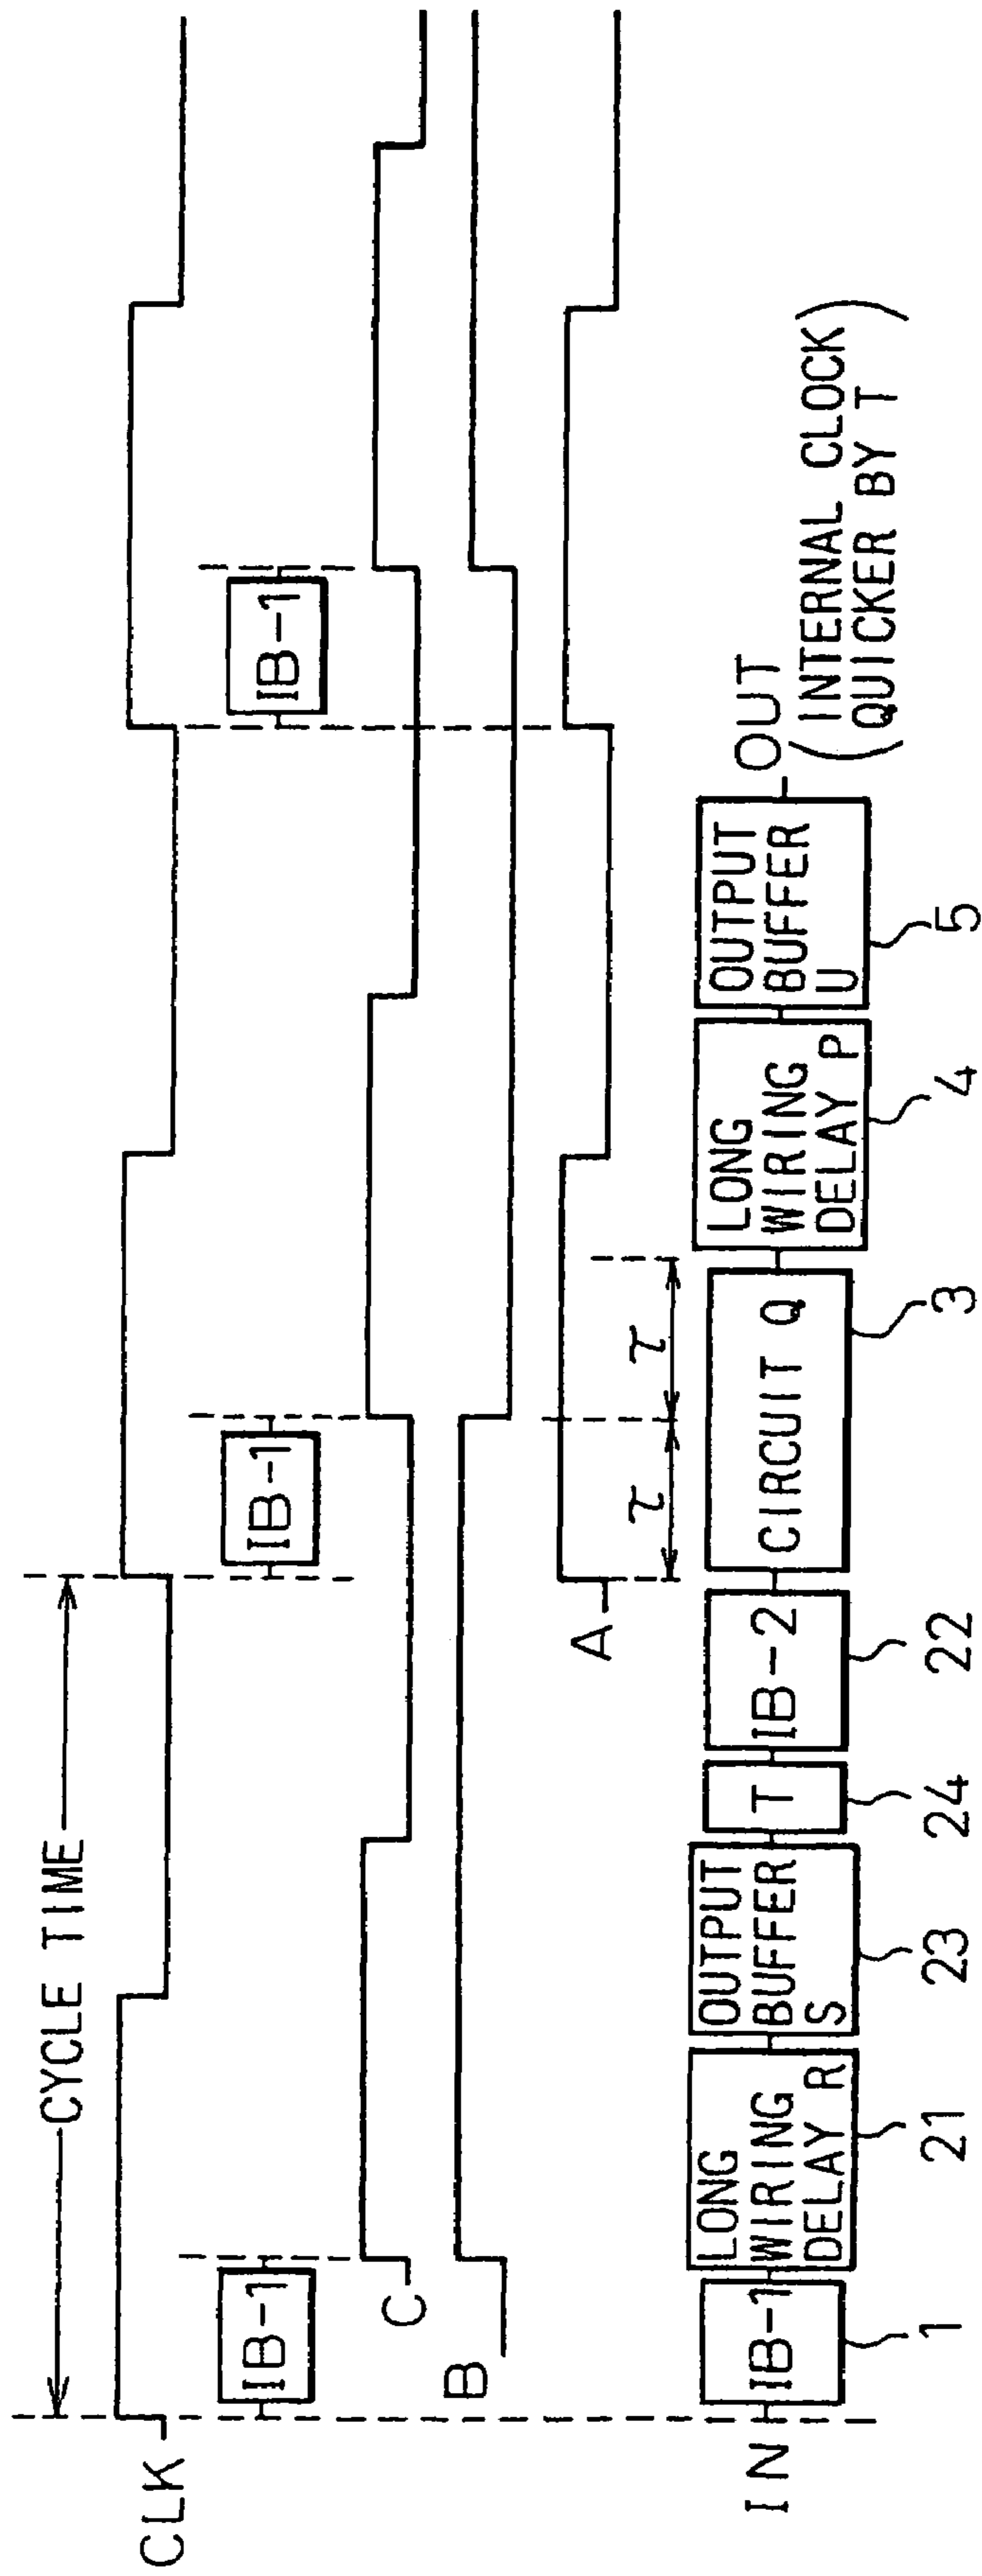 CYCLE TIME
CLK
IB-1
IB-1
IB-1
C
B
A
τ
τ
IN
IB-1
LONG
WIRING
DELAY R
OUTPUT
BUFFER
S
T
IB-2
CIRCUIT Q
LONG
WIRING
DELAY P
OUTPUT
BUFFER
U
OUT
(INTERNAL CLOCK
QUICKER BY T)
1
21
23
24
22
3
4
5